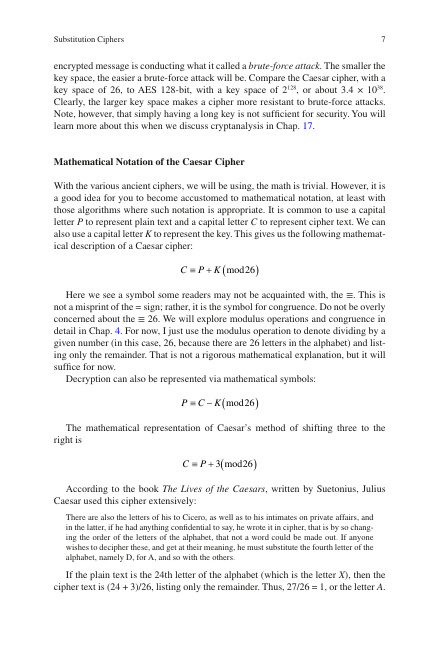 Substitution Ciphers 7
encrypted message is conducting what it called a brute-force attack. The smaller the
key space, the easier a brute-force attack will be. Compare the Caesar cipher, with a
key space of 26, to AES 128-bit, with a key space of 2¹²⁸, or about 3.4 × 10³⁸.
Clearly, the larger key space makes a cipher more resistant to brute-force attacks.
Note, however, that simply having a long key is not sufficient for security. You will
learn more about this when we discuss cryptanalysis in Chap. 17.
Mathematical Notation of the Caesar Cipher
With the various ancient ciphers, we will be using, the math is trivial. However, it is
a good idea for you to become accustomed to mathematical notation, at least with
those algorithms where such notation is appropriate. It is common to use a capital
letter P to represent plain text and a capital letter C to represent cipher text. We can
also use a capital letter K to represent the key. This gives us the following mathemat-
ical description of a Caesar cipher:
C ≡ P + K (mod26)
Here we see a symbol some readers may not be acquainted with, the ≡. This is
not a misprint of the = sign; rather, it is the symbol for congruence. Do not be overly
concerned about the ≡ 26. We will explore modulus operations and congruence in
detail in Chap. 4. For now, I just use the modulus operation to denote dividing by a
given number (in this case, 26, because there are 26 letters in the alphabet) and list-
ing only the remainder. That is not a rigorous mathematical explanation, but it will
suffice for now.
Decryption can also be represented via mathematical symbols:
P ≡ C − K (mod26)
The mathematical representation of Caesar's method of shifting three to the
right is
C ≡ P + 3(mod26)
According to the book The Lives of the Caesars, written by Suetonius, Julius
Caesar used this cipher extensively:
There are also the letters of his to Cicero, as well as to his intimates on private affairs, and
in the latter, if he had anything confidential to say, he wrote it in cipher, that is by so chang-
ing the order of the letters of the alphabet, that not a word could be made out. If anyone
wishes to decipher these, and get at their meaning, he must substitute the fourth letter of the
alphabet, namely D, for A, and so with the others.
If the plain text is the 24th letter of the alphabet (which is the letter X), then the
cipher text is (24 + 3)/26, listing only the remainder. Thus, 27/26 = 1, or the letter A.